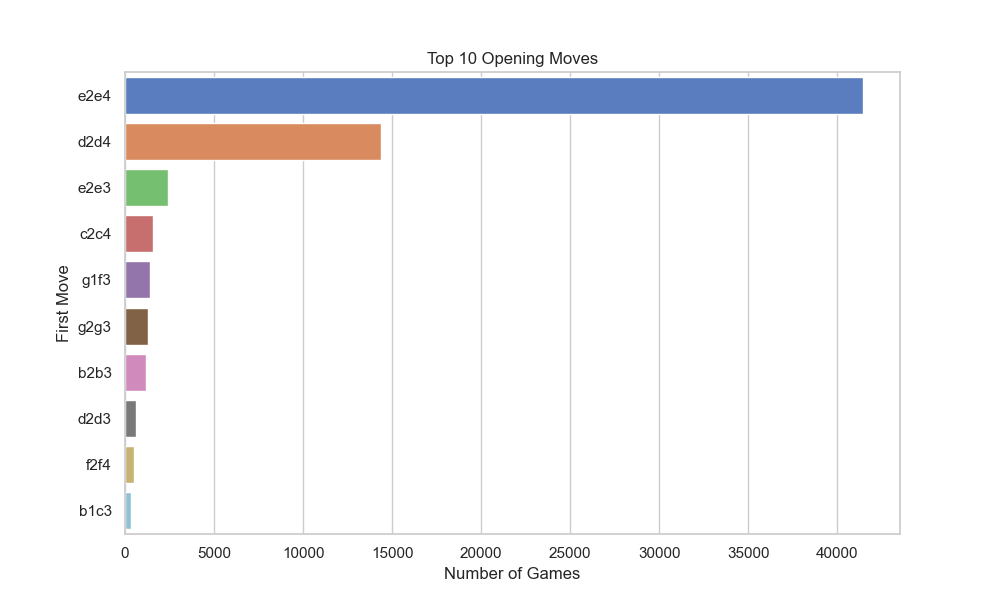 Top 10 Opening Moves
e2e4
d2d4
e2e3
c2c4
g1f3
g2g3
b2b3
d2d3
f2f4
b1c3
First Move
0 5000 10000 15000 20000 25000 30000 35000 40000
Number of Games